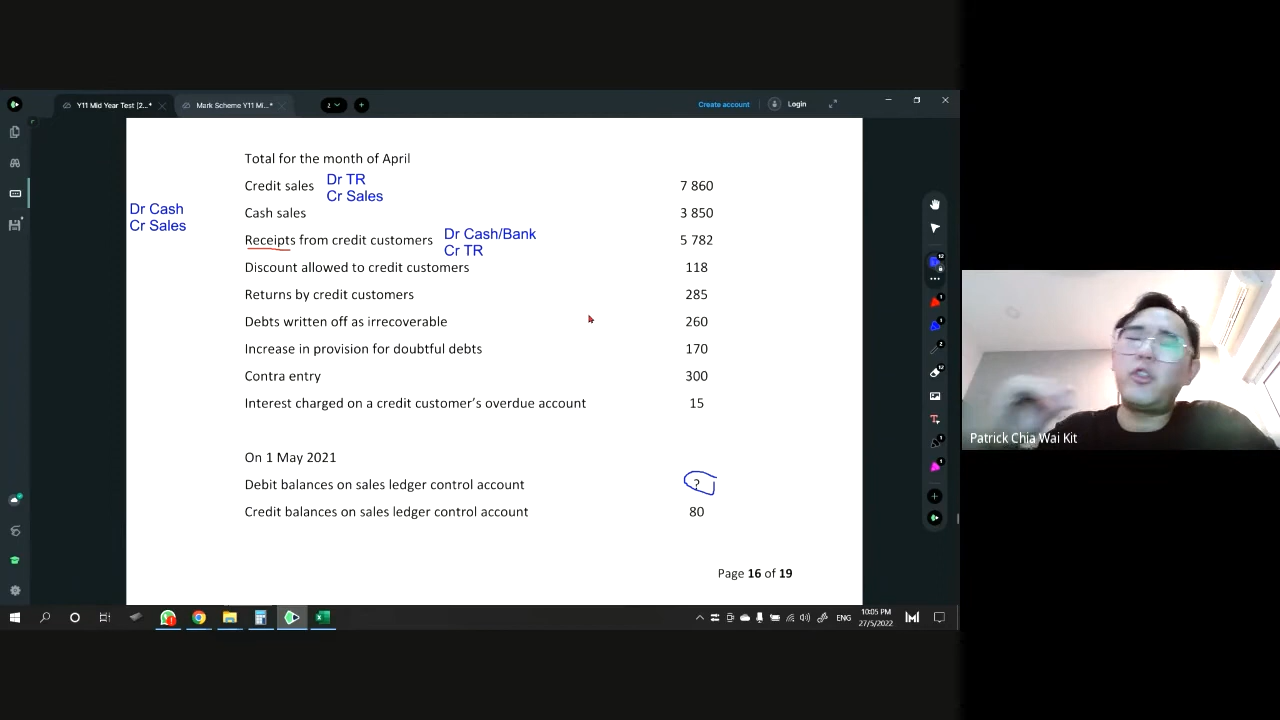 Y11 Mid Year Test (2...*
Mark Scheme Y11 Mi...*
2
Create account
Login
Total for the month of April
Credit sales 7 860
Dr TR
Cr Sales
Dr Cash
Cr Sales
Cash sales 3 850
Receipts from credit customers 5 782
Dr Cash/Bank
Cr TR
Discount allowed to credit customers 118
Returns by credit customers 285
Debts written off as irrecoverable 260
Increase in provision for doubtful debts 170
Contra entry 300
Interest charged on a credit customer’s overdue account 15
On 1 May 2021
Debit balances on sales ledger control account ?
Credit balances on sales ledger control account 80
Page 16 of 19
Patrick Chia Wai Kit
ENG
10:05 PM
27/5/2022